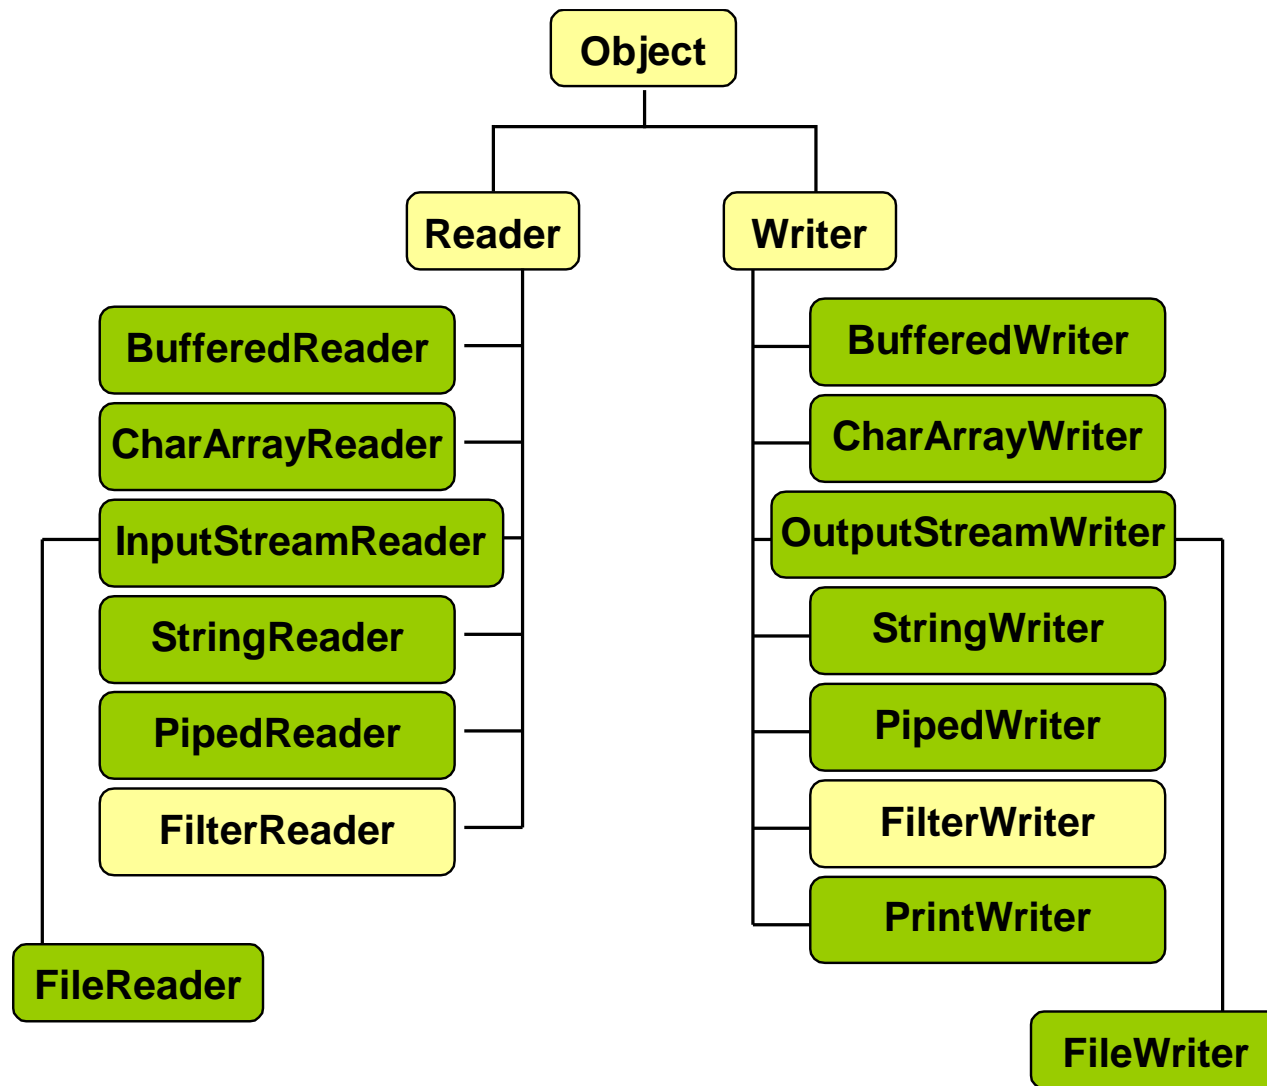 Object
Reader
Writer
BufferedReader
BufferedWriter
CharArrayReader
CharArrayWriter
InputStreamReader
OutputStreamWriter
StringReader
StringWriter
PipedReader
PipedWriter
FilterReader
FilterWriter
PrintWriter
FileReader
FileWriter